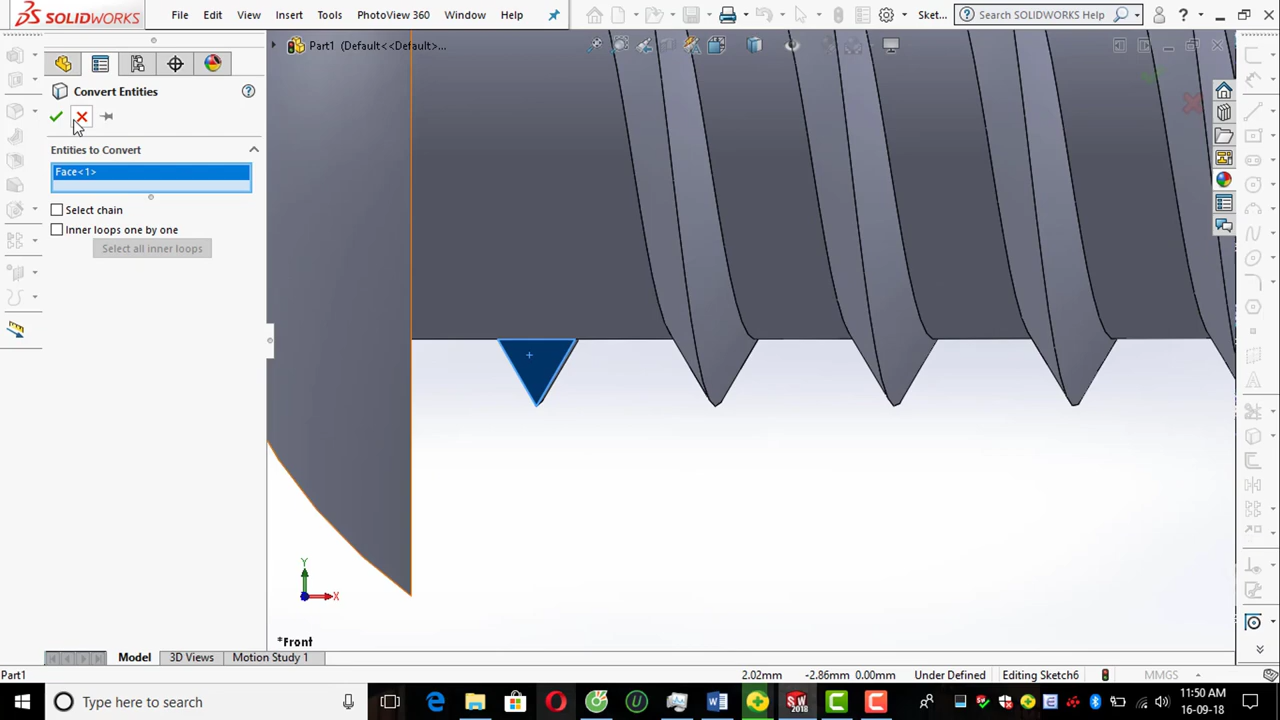 3S SOLIDWORKS File Edit View Insert Tools PhotoView 360 Window Help Sket... Search SOLIDWORKS Help ?
Part1 (Default<<Default>...
Convert Entities
Entities to Convert
Face<1>
Select chain
Inner loops one by one
Select all inner loops
Y
X
*Front
Model 3D Views Motion Study 1
Part1 2.02mm -2.86mm 0.00mm Under Defined Editing Sketch6 MMGS
Type here to search
SW
2018
W
11:50 AM
16-09-18